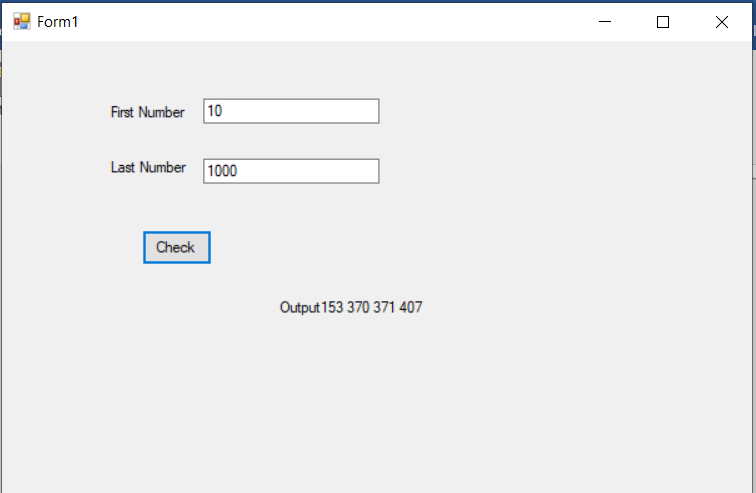 Form1
First Number 10
Last Number 1000
Check
Output153 370 371 407